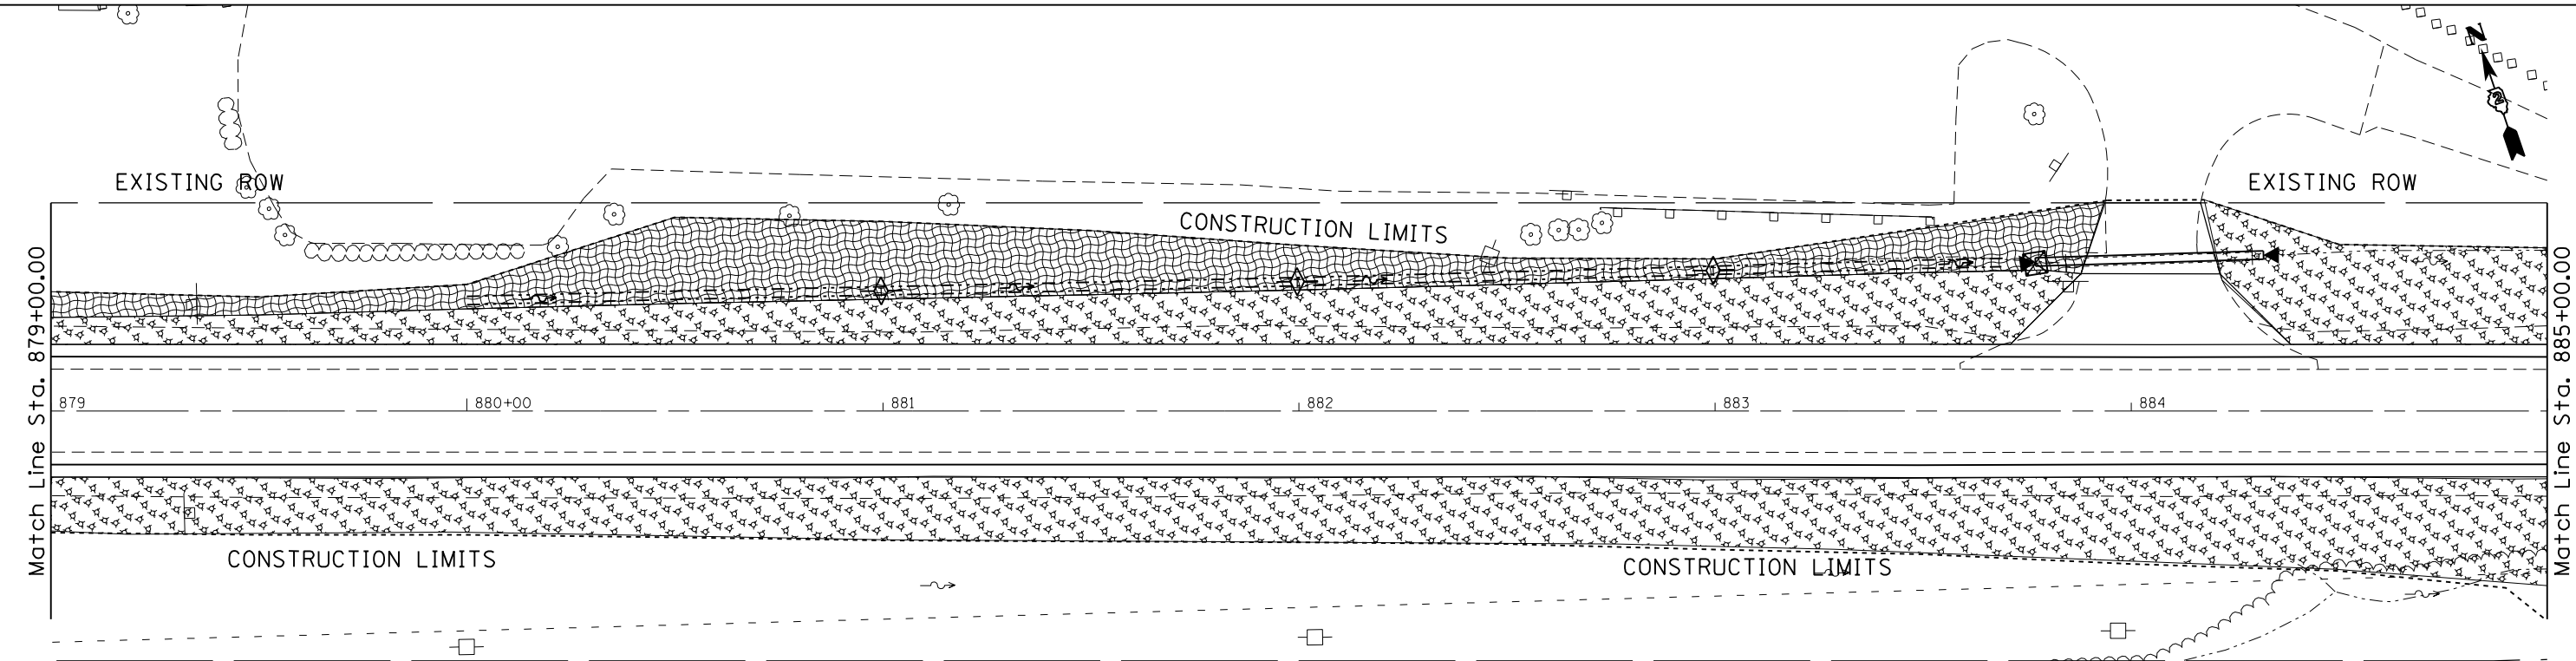 N
2
EXISTING ROW
EXISTING ROW
CONSTRUCTION LIMITS
Match Line Sta. 879+00.00
Match Line Sta. 885+00.00
879 880+00 881 882 883 884
CONSTRUCTION LIMITS
CONSTRUCTION LIMITS